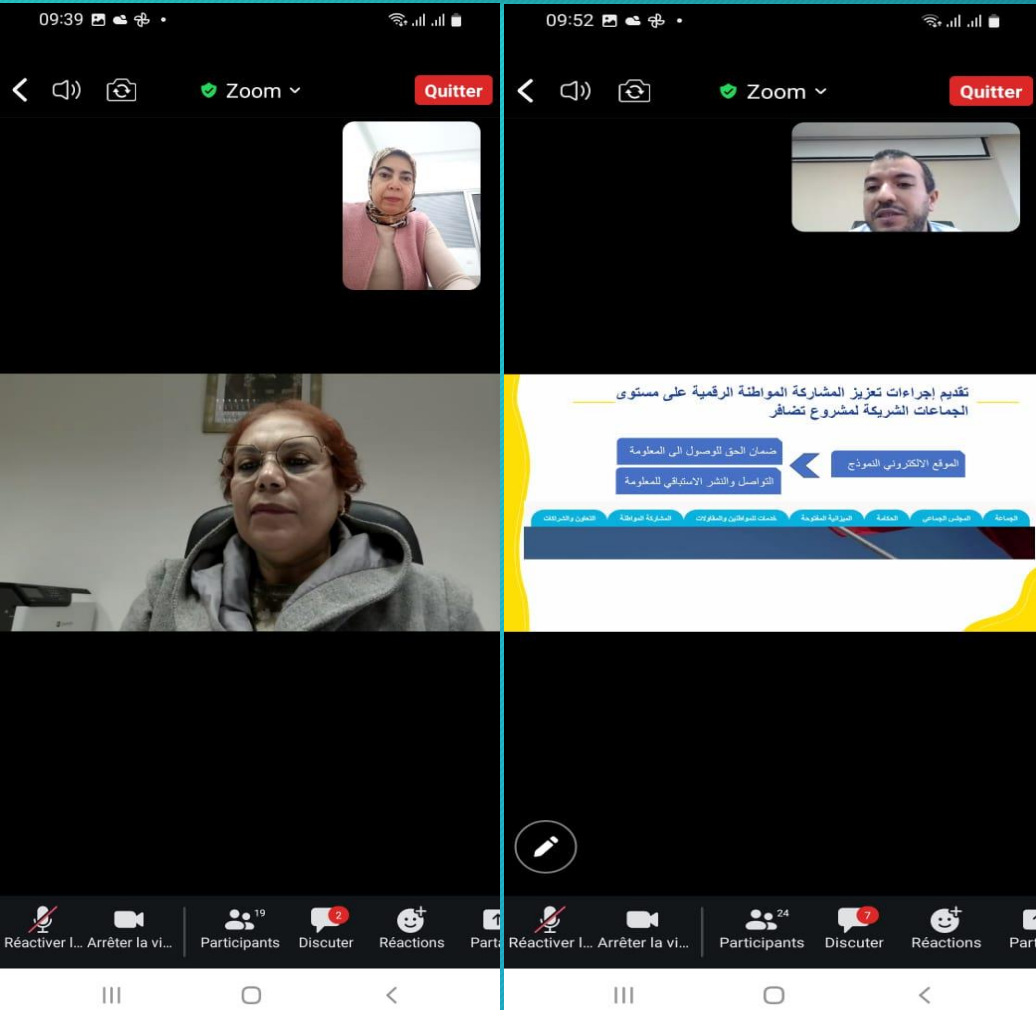 09:39
Zoom
Quitter
19
2
Réactiver l... Arrêter la vi... Participants Discuter Réactions Parta
09:52
Zoom
Quitter
تقديم إجراءات تعزيز المشاركة المواطنة الرقمية على مستوى
الجماعات الشريكة لمشروع تضافر
الموقع الالكتروني النموذج
ضمان الحق للوصول الى المعلومة
التواصل والنشر الاستباقي للمعلومة
الجماعة المجلس الجماعي الحكامة الميزانية المفتوحة خدمات للمواطنين والمقاولات المشاركة المواطنة التعاون والشراكات
24
7
Réactiver l... Arrêter la vi... Participants Discuter Réactions Par